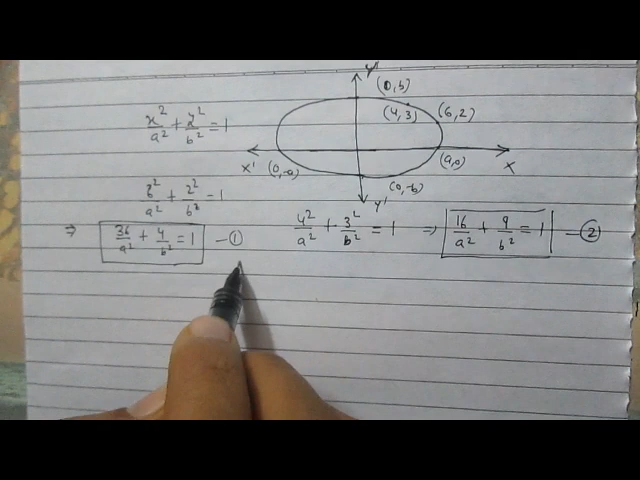 Y
(0,b)
(4,3) (6,2)
x²/a² + y²/b² = 1
X' (0,-a) (a,0) X
(0,-b)
Y'
6²/a² + 2²/b² = 1
4²/a² + 3²/b² = 1 ⇒ 16/a² + 9/b² = 1 — ②
⇒ 36/a² + 4/b² = 1 — ①